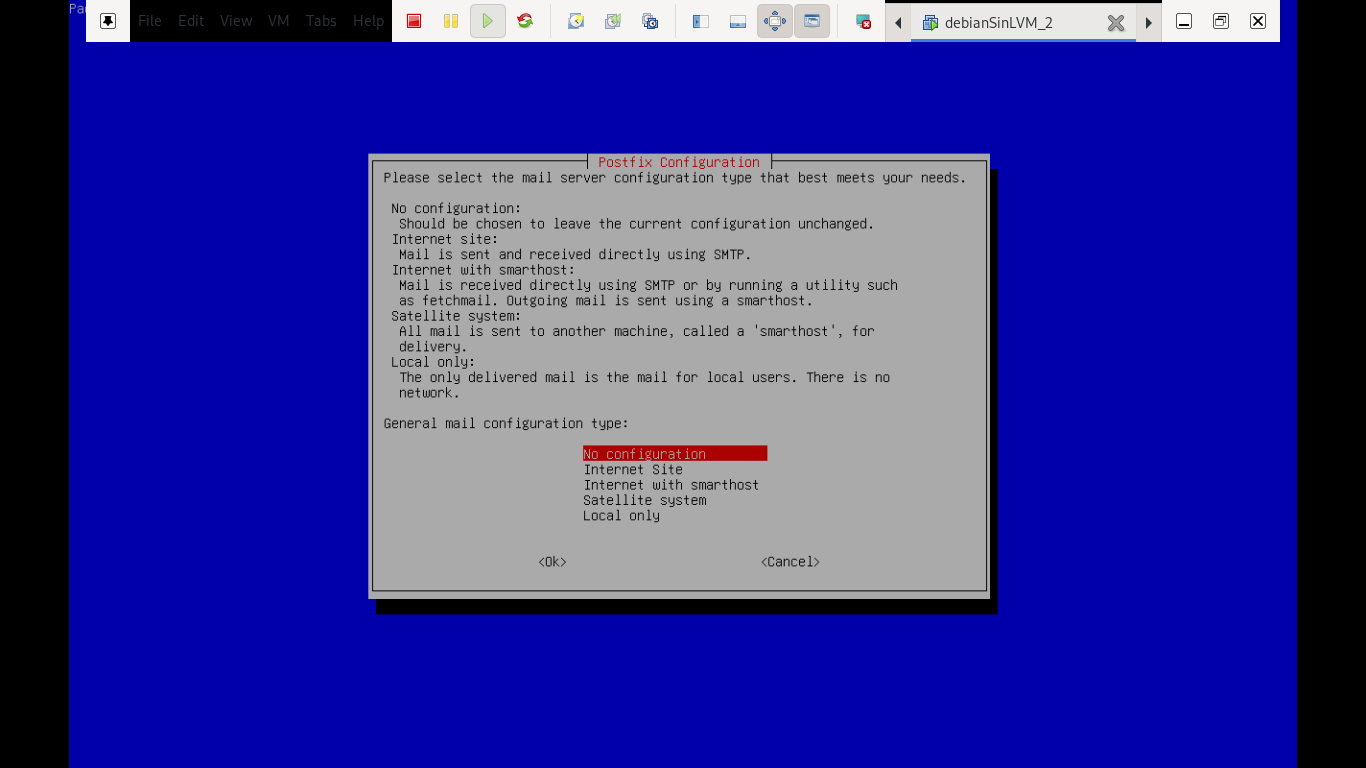 File Edit View VM Tabs Help
debianSinLVM_2
Postfix Configuration
Please select the mail server configuration type that best meets your needs.
No configuration:
Should be chosen to leave the current configuration unchanged.
Internet site:
Mail is sent and received directly using SMTP.
Internet with smarthost:
Mail is received directly using SMTP or by running a utility such
as fetchmail. Outgoing mail is sent using a smarthost.
Satellite system:
All mail is sent to another machine, called a 'smarthost', for
delivery.
Local only:
The only delivered mail is the mail for local users. There is no
network.
General mail configuration type:
No configuration
Internet Site
Internet with smarthost
Satellite system
Local only
<Ok> <Cancel>